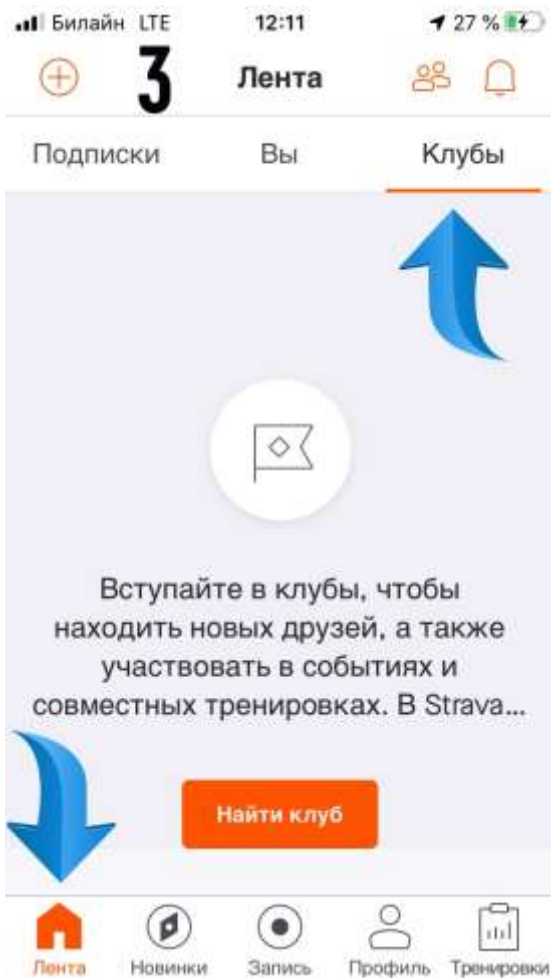 Билайн LTE 12:11 27 %
3 Лента
Подписки Вы Клубы
Вступайте в клубы, чтобы
находить новых друзей, а также
участвовать в событиях и
совместных тренировках. В Strava...
Найти клуб
Лента Новинки Запись Профиль Тренировки